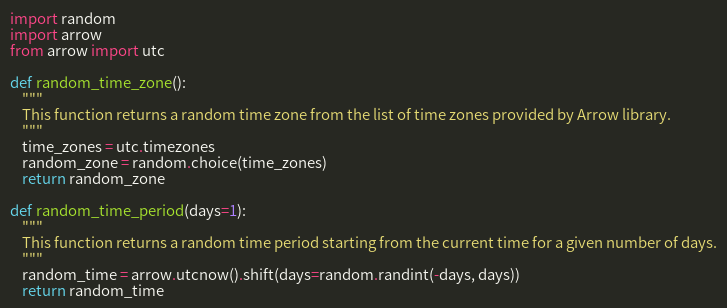 import random
import arrow
from arrow import utc

def random_time_zone():
    """
    This function returns a random time zone from the list of time zones provided by Arrow library.
    """
    time_zones = utc.timezones
    random_zone = random.choice(time_zones)
    return random_zone

def random_time_period(days=1):
    """
    This function returns a random time period starting from the current time for a given number of days.
    """
    random_time = arrow.utcnow().shift(days=random.randint(-days, days))
    return random_time